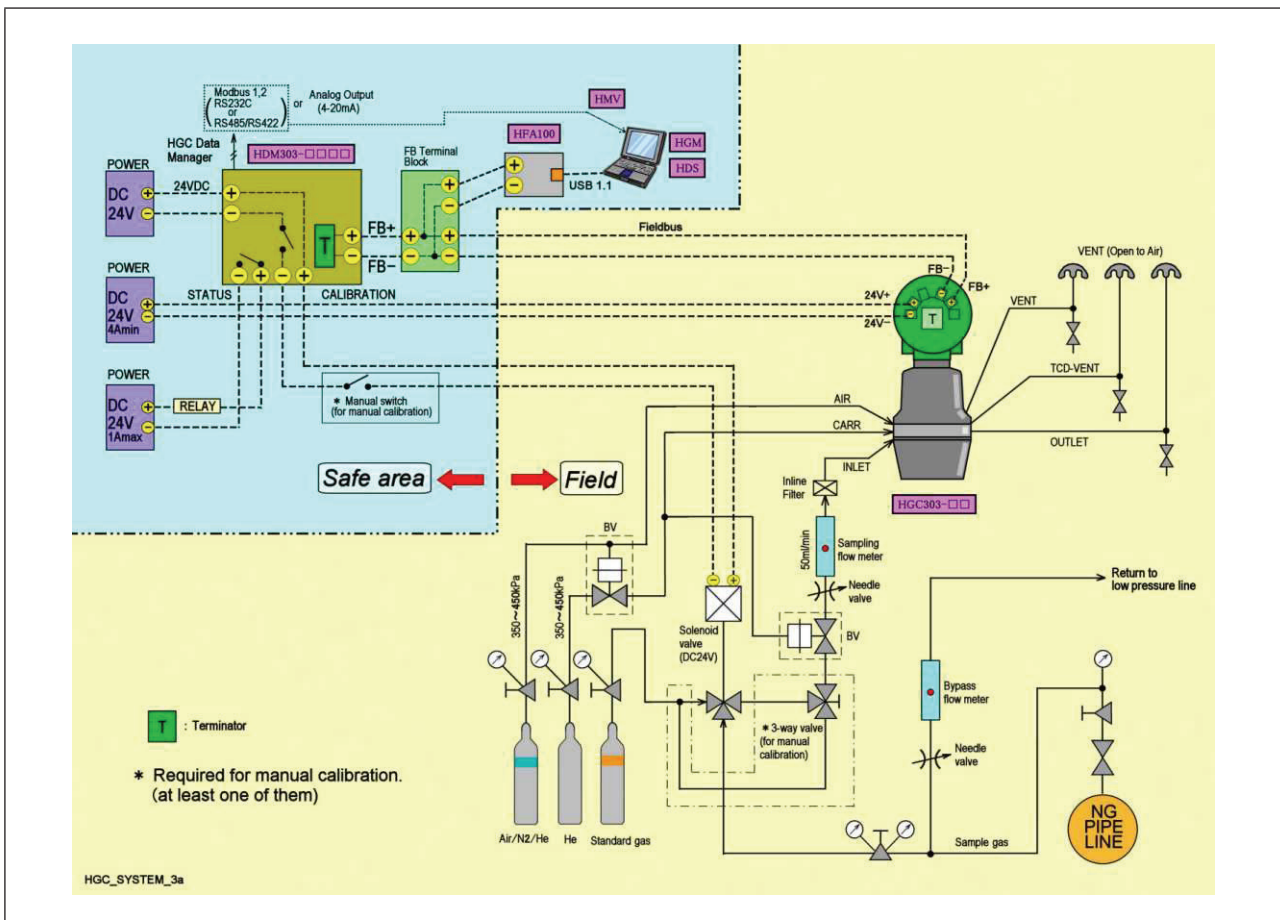 Modbus 1,2
RS232C
or
RS485/RS422
or
Analog Output
(4-20mA)
HMV
HGC Data
Manager
HDM303-□□□□
FB Terminal
Block
HFA100
HGM
HDS
USB 1.1
POWER
DC +
24V −
24VDC
+
−
T
+
−
FB+
FB−
+
−
+
−
+
−
+
−
Fieldbus
− + − +
STATUS
CALIBRATION
POWER
DC +
24V −
4Amin
POWER
DC +
24V −
1Amax
RELAY
* Manual switch
(for manual calibration)
Safe area
Field
FB−
FB+
24V+
24V−
+
−
−
+
T
VENT (Open to Air)
VENT
TCD-VENT
OUTLET
AIR
CARR
INLET
HGC303-□□
Inline
Filter
50ml/min
Sampling
flow meter
Needle
valve
BV
BV
350～450kPa
350～450kPa
− +
Solenoid
valve
(DC24V)
* 3-way valve
(for manual
calibration)
Return to
low pressure line
Bypass
flow meter
Needle
valve
NG
PIPE
LINE
Sample gas
T : Terminator
* Required for manual calibration.
(at least one of them)
Air/N2/He
He
Standard gas
HGC_SYSTEM_3a